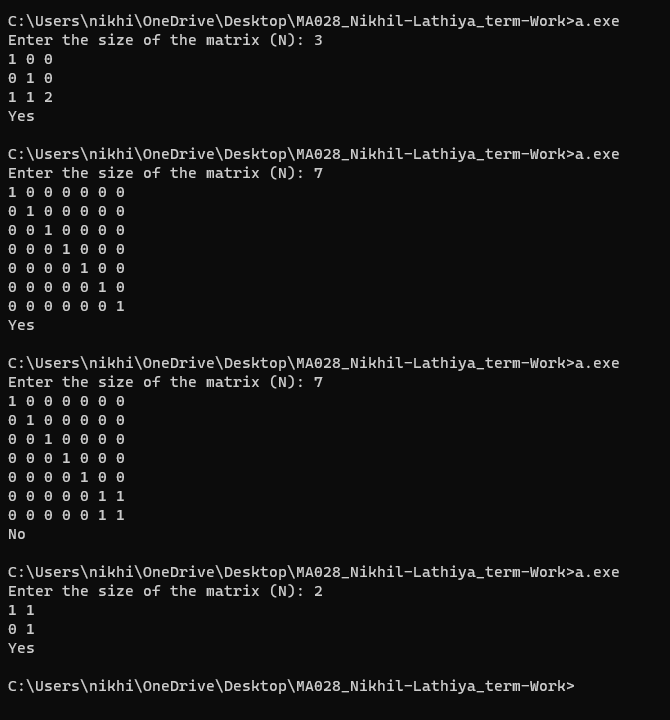 C:\Users\nikhi\OneDrive\Desktop\MA028_Nikhil-Lathiya_term-Work>a.exe
Enter the size of the matrix (N): 3
1 0 0
0 1 0
1 1 2
Yes
C:\Users\nikhi\OneDrive\Desktop\MA028_Nikhil-Lathiya_term-Work>a.exe
Enter the size of the matrix (N): 7
1 0 0 0 0 0 0
0 1 0 0 0 0 0
0 0 1 0 0 0 0
0 0 0 1 0 0 0
0 0 0 0 1 0 0
0 0 0 0 0 1 0
0 0 0 0 0 0 1
Yes
C:\Users\nikhi\OneDrive\Desktop\MA028_Nikhil-Lathiya_term-Work>a.exe
Enter the size of the matrix (N): 7
1 0 0 0 0 0 0
0 1 0 0 0 0 0
0 0 1 0 0 0 0
0 0 0 1 0 0 0
0 0 0 0 1 0 0
0 0 0 0 0 1 1
0 0 0 0 0 1 1
No
C:\Users\nikhi\OneDrive\Desktop\MA028_Nikhil-Lathiya_term-Work>a.exe
Enter the size of the matrix (N): 2
1 1
0 1
Yes
C:\Users\nikhi\OneDrive\Desktop\MA028_Nikhil-Lathiya_term-Work>